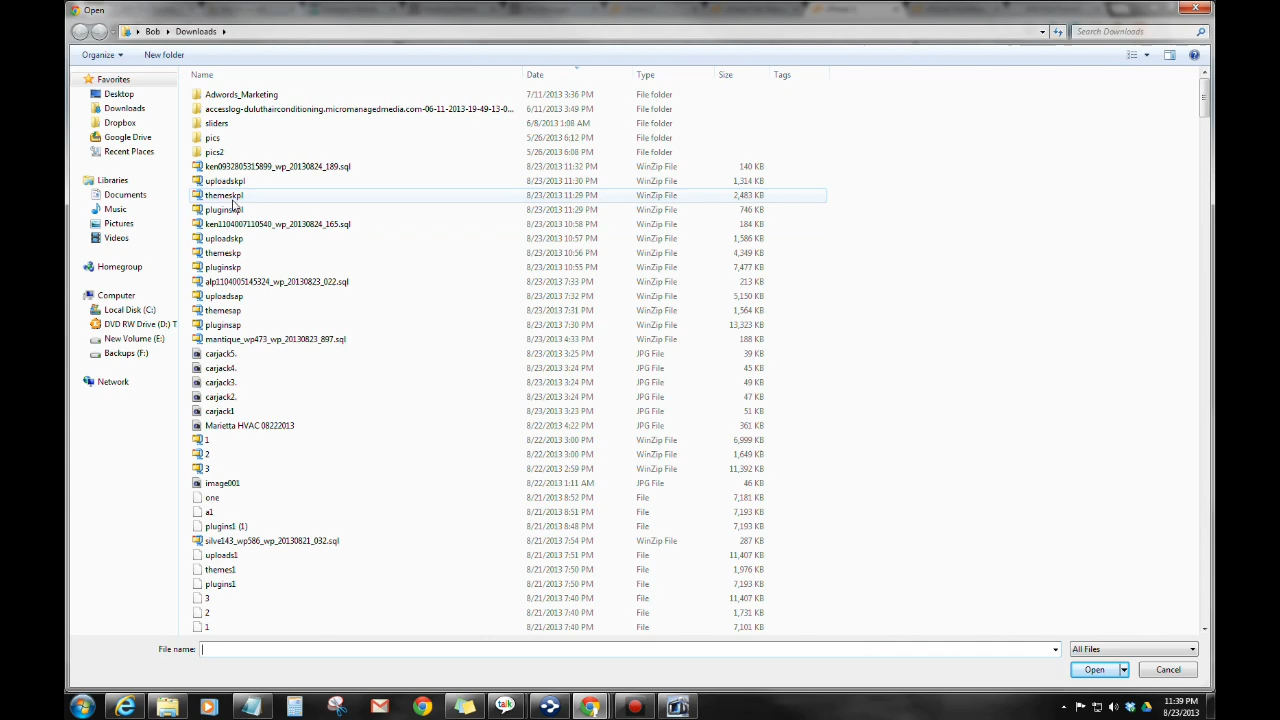 Open
Bob Downloads
Search Downloads
Organize New folder
Name Date Type Size Tags
Favorites
Desktop
Downloads
Dropbox
Google Drive
Recent Places
Libraries
Documents
Music
Pictures
Videos
Homegroup
Computer
Local Disk (C:)
DVD RW Drive (D:) T
New Volume (E:)
Backups (F:)
Network
Adwords_Marketing 7/11/2013 3:36 PM File folder
accesslog-duluthairconditioning.micromanagedmedia.com-06-11-2013-19-49-13-0... 6/11/2013 3:49 PM File folder
sliders 6/8/2013 1:08 AM File folder
pics 5/26/2013 6:12 PM File folder
pics2 5/26/2013 6:08 PM File folder
ken0932805315899_wp_20130824_189.sql 8/23/2013 11:32 PM WinZip File 140 KB
uploadskpl 8/23/2013 11:30 PM WinZip File 1,314 KB
themeskpl 8/23/2013 11:29 PM WinZip File 2,483 KB
pluginskpl 8/23/2013 11:29 PM WinZip File 746 KB
ken1104007110540_wp_20130824_165.sql 8/23/2013 10:58 PM WinZip File 184 KB
uploadskp 8/23/2013 10:57 PM WinZip File 1,586 KB
themeskp 8/23/2013 10:56 PM WinZip File 4,349 KB
pluginskp 8/23/2013 10:55 PM WinZip File 7,477 KB
alp1104005145324_wp_20130823_022.sql 8/23/2013 7:33 PM WinZip File 213 KB
uploadsap 8/23/2013 7:32 PM WinZip File 5,150 KB
themesap 8/23/2013 7:30 PM WinZip File 1,564 KB
pluginsap 8/23/2013 7:30 PM WinZip File 13,323 KB
mantique_wp473_wp_20130823_897.sql 8/23/2013 4:33 PM WinZip File 188 KB
carjack5. 8/23/2013 3:25 PM JPG File 39 KB
carjack4. 8/23/2013 3:24 PM JPG File 45 KB
carjack3. 8/23/2013 3:24 PM JPG File 49 KB
carjack2. 8/23/2013 3:24 PM JPG File 47 KB
carjack1 8/23/2013 3:23 PM JPG File 51 KB
Marietta HVAC 08222013 8/22/2013 4:22 PM JPG File 361 KB
1 8/22/2013 3:00 PM WinZip File 6,999 KB
2 8/22/2013 3:00 PM WinZip File 1,649 KB
3 8/22/2013 2:59 PM WinZip File 11,392 KB
image001 8/22/2013 1:11 AM JPG File 46 KB
one 8/21/2013 8:52 PM File 7,181 KB
a1 8/21/2013 8:51 PM File 7,193 KB
plugins1 (1) 8/21/2013 8:48 PM File 7,193 KB
silve143_wp586_wp_20130821_032.sql 8/21/2013 7:54 PM WinZip File 287 KB
uploads1 8/21/2013 7:51 PM File 11,407 KB
themes1 8/21/2013 7:50 PM File 1,976 KB
plugins1 8/21/2013 7:50 PM File 7,193 KB
3 8/21/2013 7:40 PM File 11,407 KB
2 8/21/2013 7:40 PM File 1,731 KB
1 8/21/2013 7:40 PM File 7,101 KB
File name: All Files
Open Cancel
talk
11:39 PM
8/23/2013